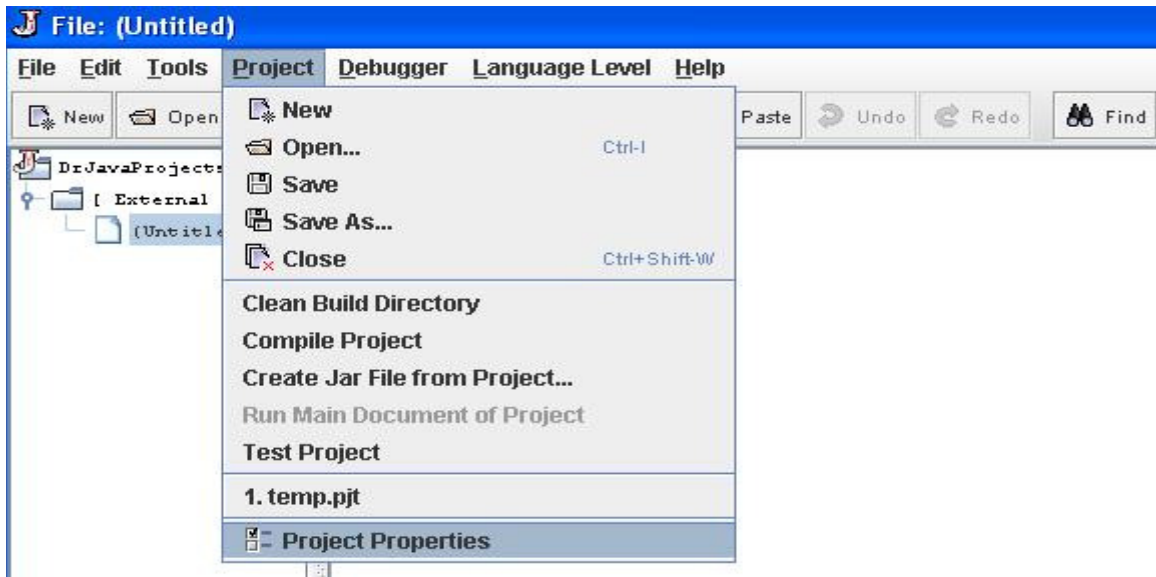 File: (Untitled)
File Edit Tools Project Debugger Language Level Help
New Open Paste Undo Redo Find
DrJavaProjects
[ External
(Untitle
New
Open... Ctrl-I
Save
Save As...
Close Ctrl+Shift-W
Clean Build Directory
Compile Project
Create Jar File from Project...
Run Main Document of Project
Test Project
1. temp.pjt
Project Properties